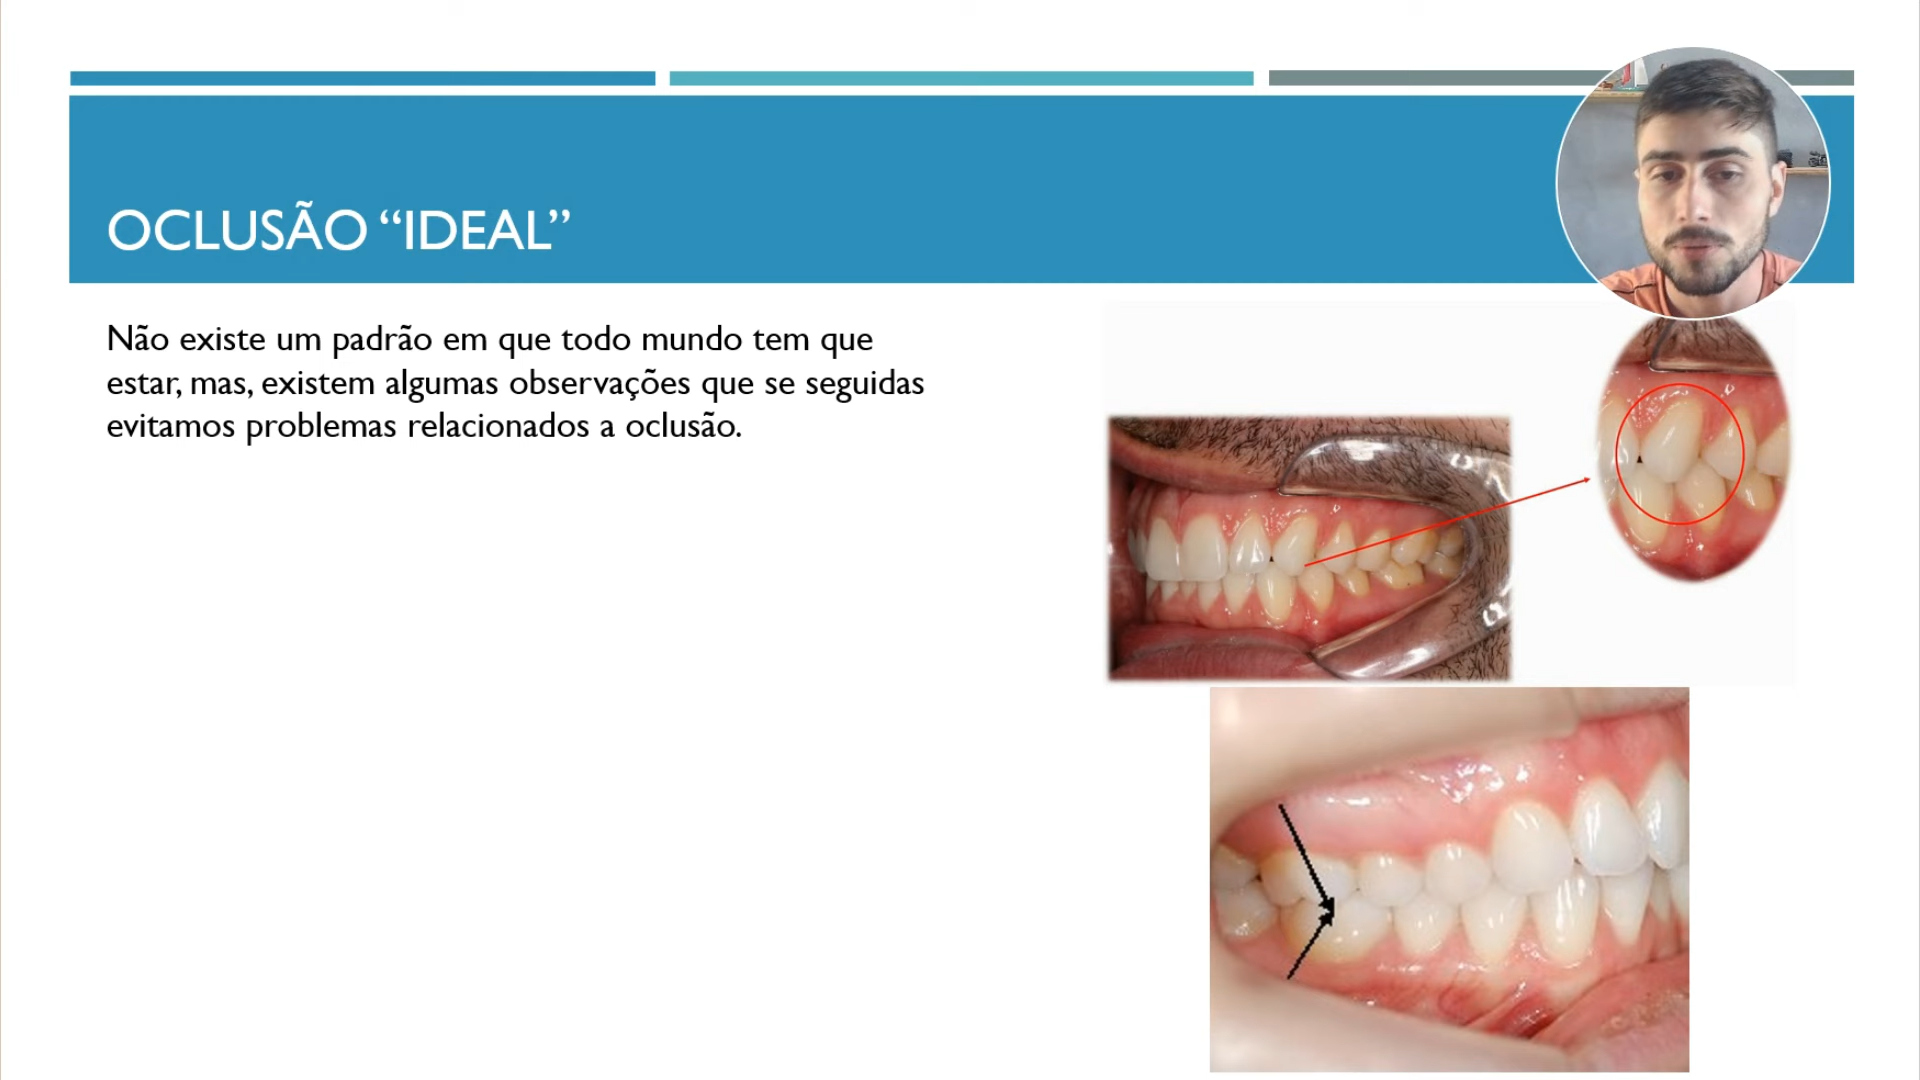 OCLUSÃO “IDEAL”
Não existe um padrão em que todo mundo tem que
estar, mas, existem algumas observações que se seguidas
evitamos problemas relacionados a oclusão.